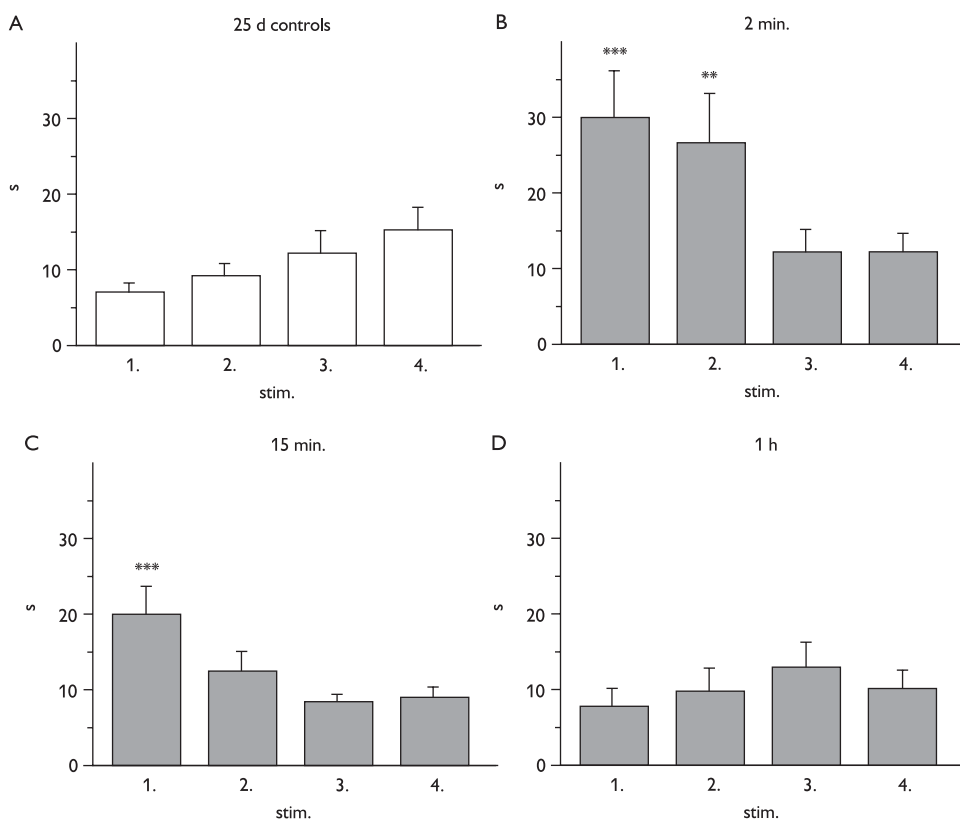 A
25 d controls
30
20
10
0
s
1. 2. 3. 4.
stim.
B
2 min.
***
**
30
20
10
0
s
1. 2. 3. 4.
stim.
C
15 min.
***
30
20
10
0
s
1. 2. 3. 4.
stim.
D
1 h
30
20
10
0
s
1. 2. 3. 4.
stim.